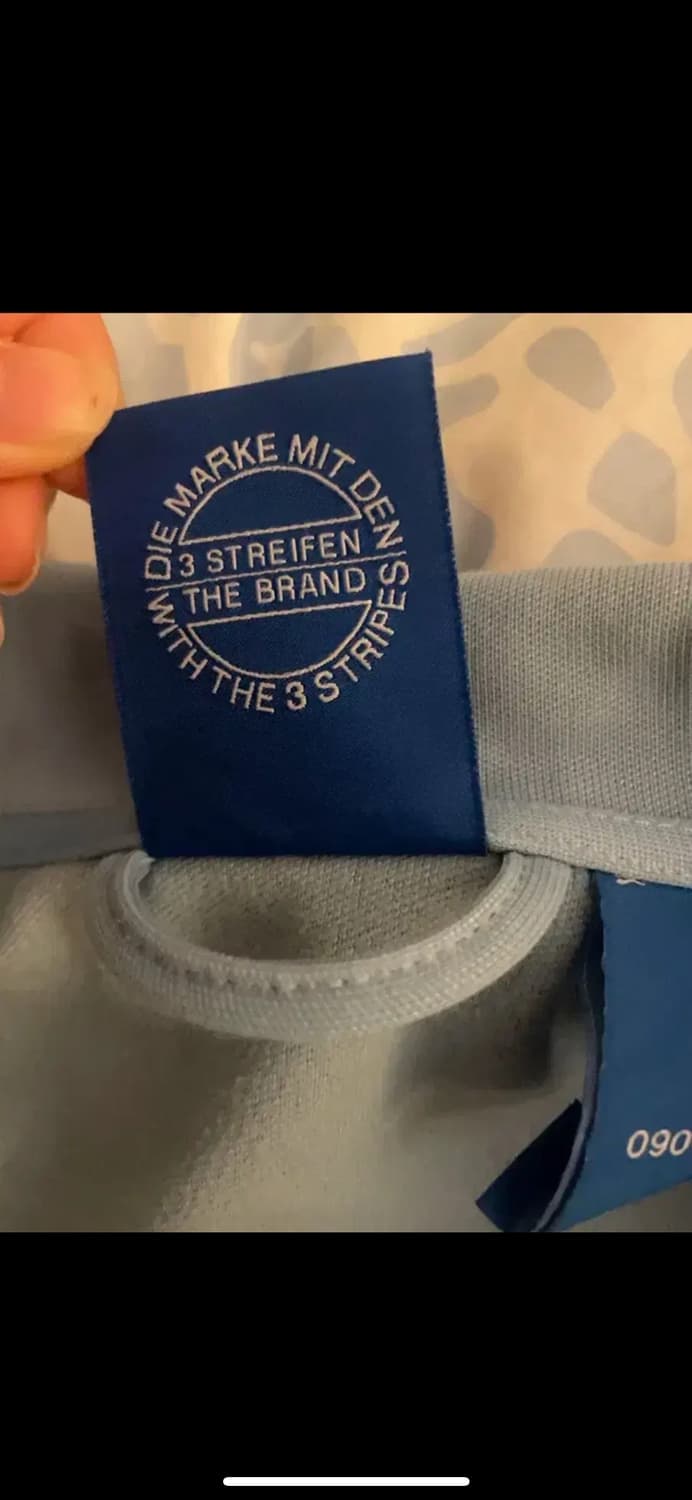 DIE MARKE MIT DEN
3 STREIFEN
THE BRAND
WITH THE 3 STRIPES
090